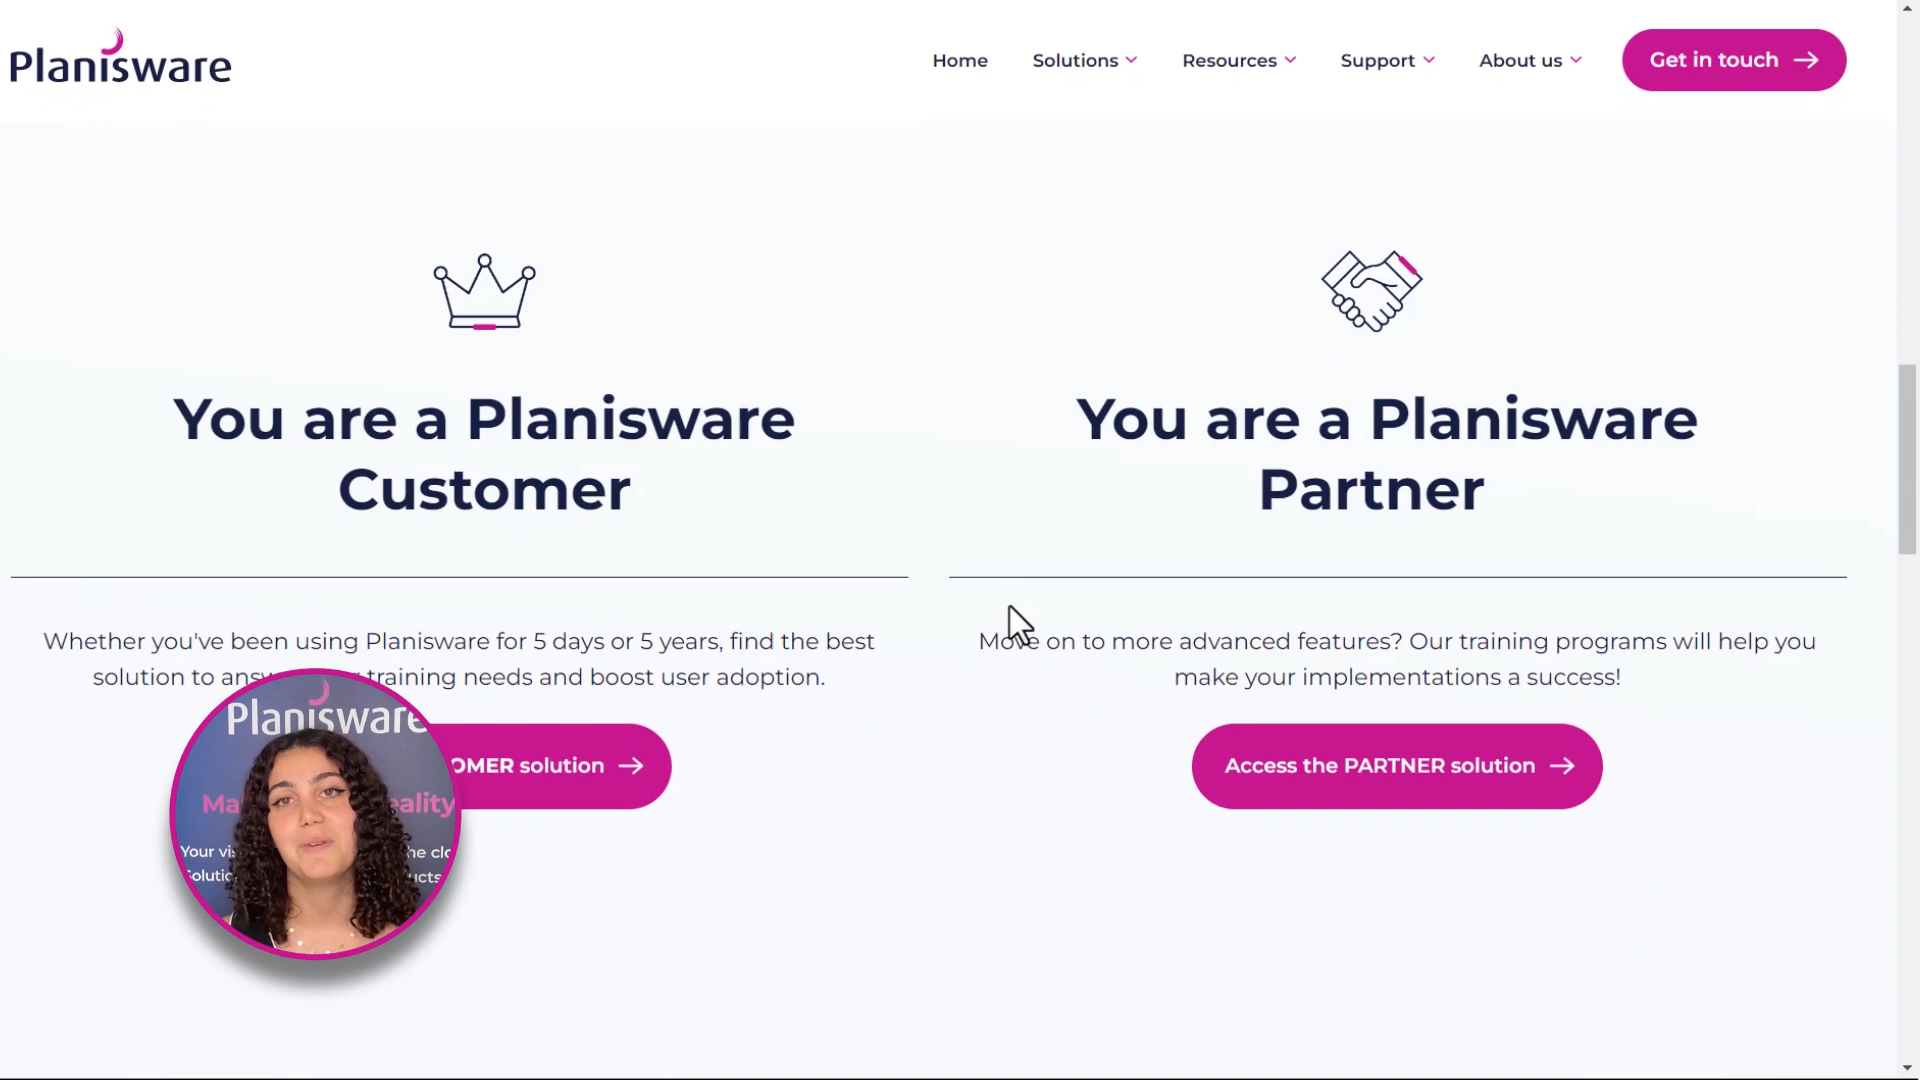 Planisware
Home
Solutions
Resources
Support
About us
Get in touch
You are a Planisware
Customer
Whether you've been using Planisware for 5 days or 5 years, find the best
solution to training needs and boost user adoption.
solution
You are a Planisware
Partner
Move on to more advanced features? Our training programs will help you
make your implementations a success!
Access the PARTNER solution
Planisware
Your